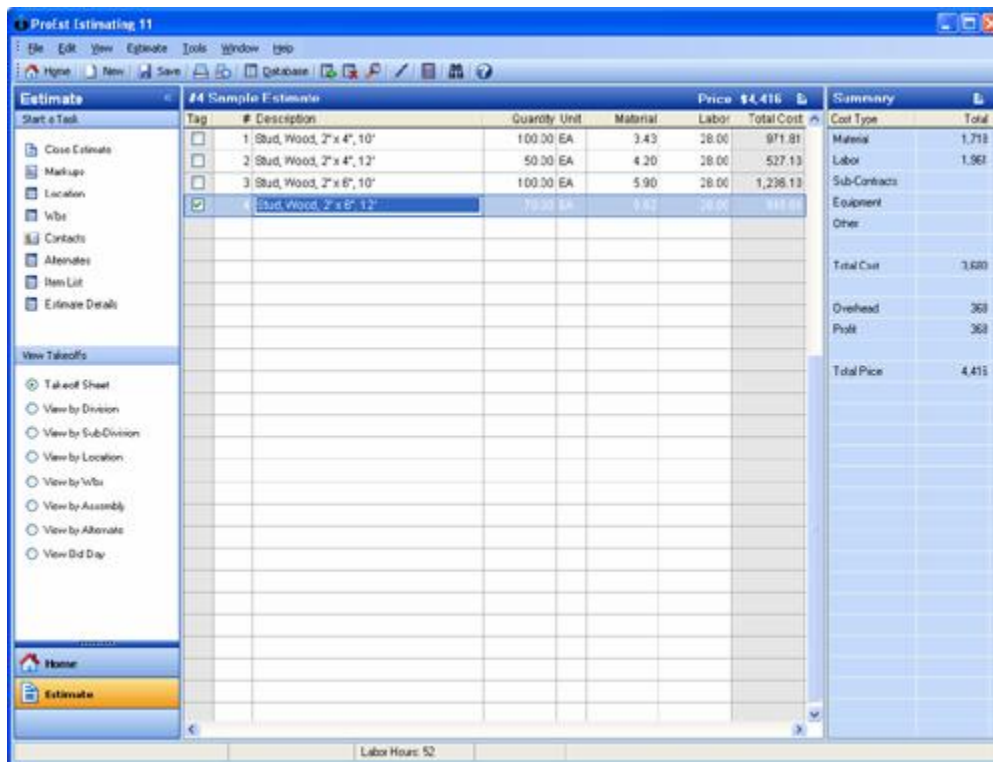 ProEst Estimating 11
File Edit View Estimate Tools Window Help
Home New Save Database
Estimate
Start a Task
Close Estimate
Markups
Location
Wbs
Contacts
Alternates
Item List
Estimate Details
View Takeoffs
Takeoff Sheet
View by Division
View by Sub-Division
View by Location
View by Wbs
View by Assembly
View by Alternate
View Bid Day
Home
Estimate
#4 Sample Estimate Price $4,416
Tag # Description Quantity Unit Material Labor Total Cost
1 Stud, Wood, 2" x 4", 10' 100.00 EA 3.43 28.00 971.81
2 Stud, Wood, 2" x 4", 12' 50.00 EA 4.20 28.00 527.13
3 Stud, Wood, 2" x 6", 10' 100.00 EA 5.90 28.00 1,236.13
4 Stud, Wood, 2" x 6", 12' 70.00 EA 28.00
Summary
Cost Type Total
Material 1,718
Labor 1,961
Sub-Contracts
Equipment
Other
Total Cost 3,680
Overhead 368
Profit 368
Total Price 4,416
Labor Hours: 52